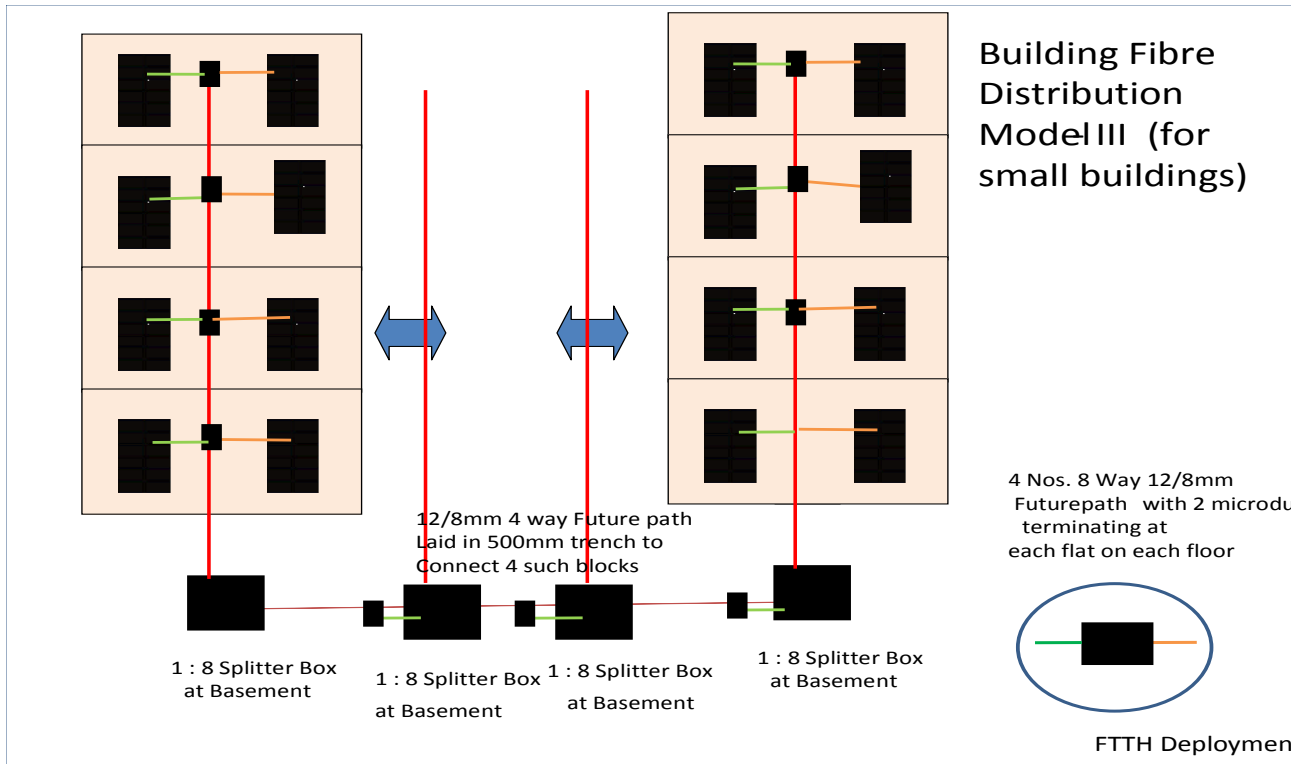 Building Fibre
Distribution
Model III (for
small buildings)
12/8mm 4 way Future path
Laid in 500mm trench to
Connect 4 such blocks
4 Nos. 8 Way 12/8mm
Futurepath with 2 microdu
terminating at
each flat on each floor
1 : 8 Splitter Box
at Basement
1 : 8 Splitter Box
at Basement
1 : 8 Splitter Box
at Basement
1 : 8 Splitter Box
at Basement
FTTH Deploymen